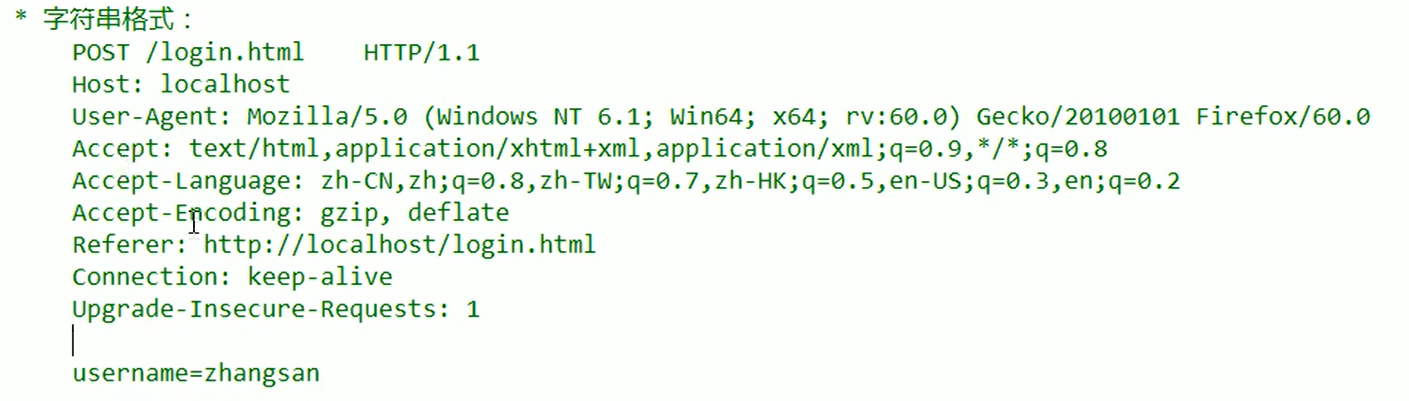 * 字符串格式：
POST /login.html    HTTP/1.1
Host: localhost
User-Agent: Mozilla/5.0 (Windows NT 6.1; Win64; x64; rv:60.0) Gecko/20100101 Firefox/60.0
Accept: text/html,application/xhtml+xml,application/xml;q=0.9,*/*;q=0.8
Accept-Language: zh-CN,zh;q=0.8,zh-TW;q=0.7,zh-HK;q=0.5,en-US;q=0.3,en;q=0.2
Accept-Encoding: gzip, deflate
Referer: http://localhost/login.html
Connection: keep-alive
Upgrade-Insecure-Requests: 1
username=zhangsan